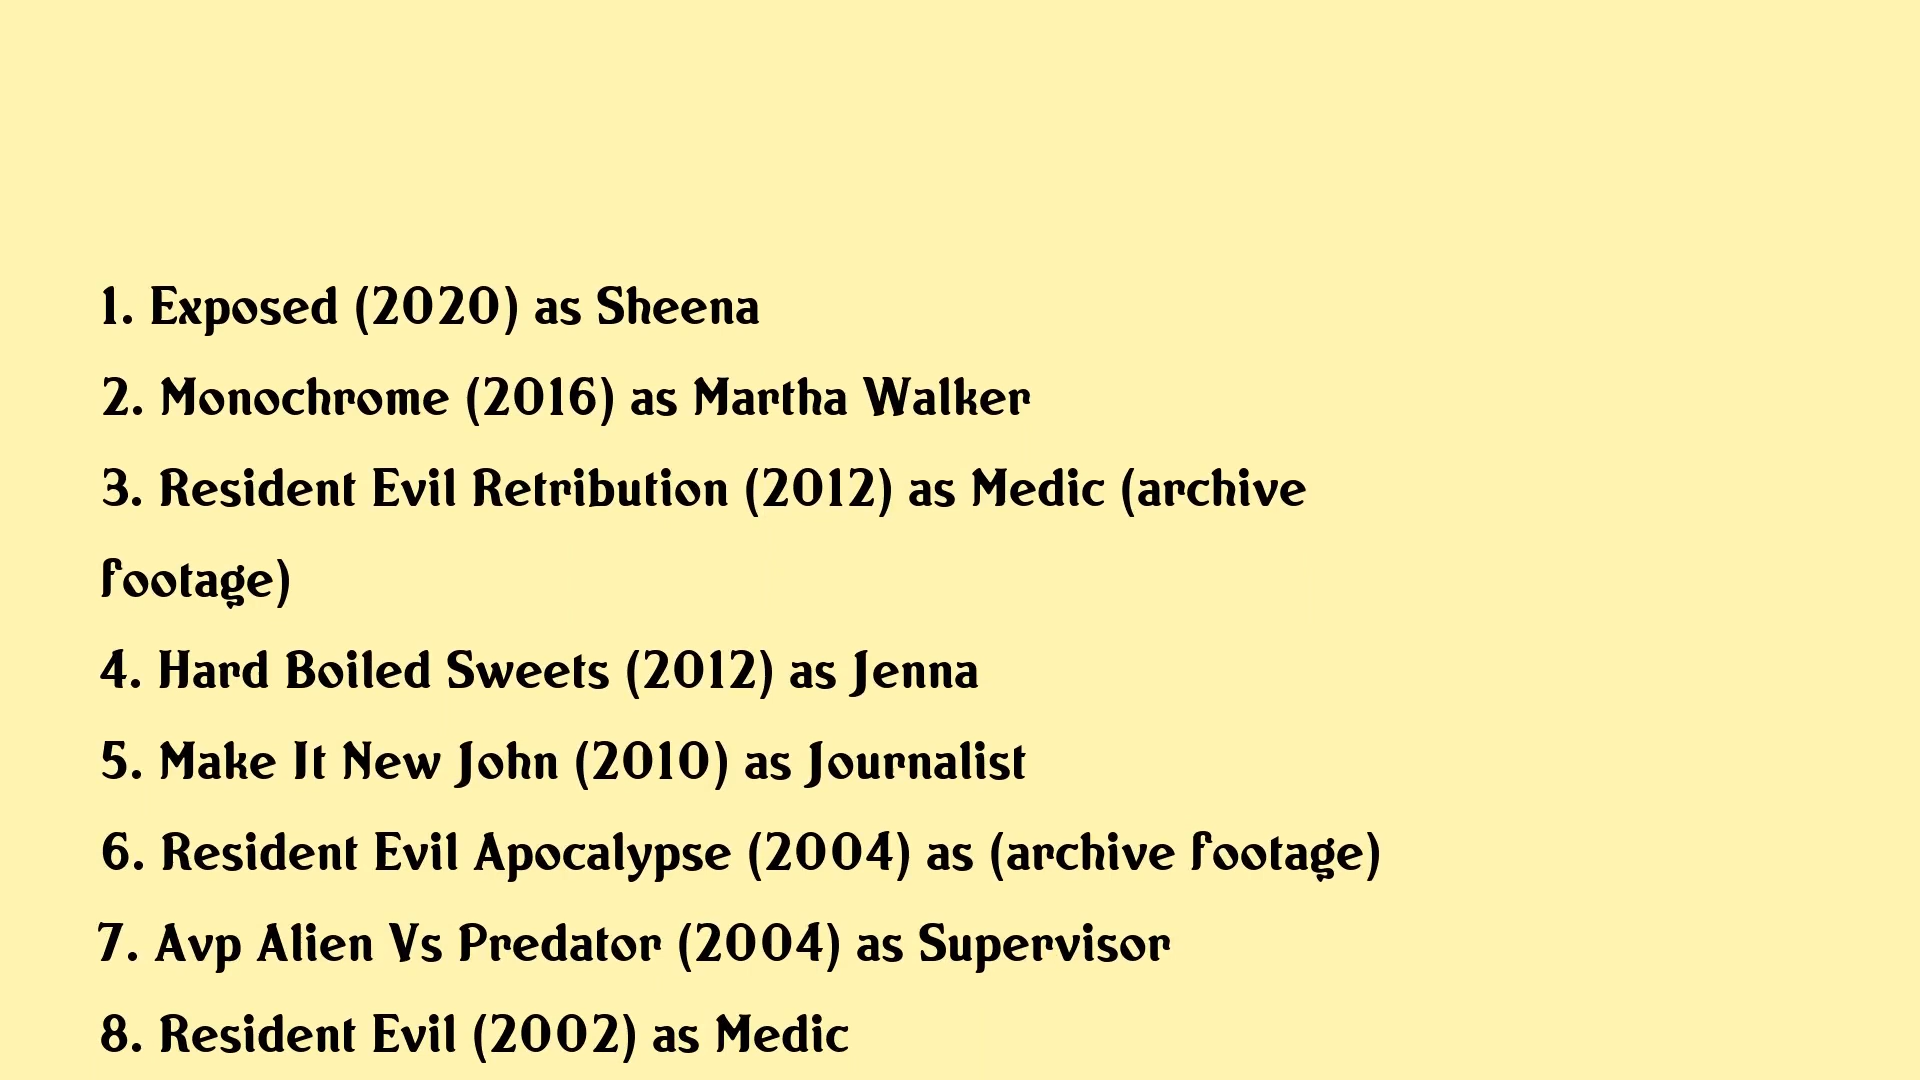 1. Exposed (2020) as Sheena
2. Monochrome (2016) as Martha Walker
3. Resident Evil Retribution (2012) as Medic (archive
footage)
4. Hard Boiled Sweets (2012) as Jenna
5. Make It New John (2010) as Journalist
6. Resident Evil Apocalypse (2004) as (archive footage)
7. Avp Alien Vs Predator (2004) as Supervisor
8. Resident Evil (2002) as Medic